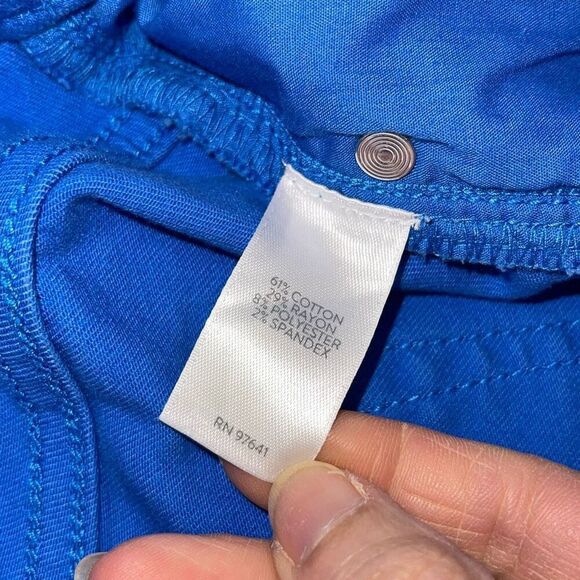 61% COTTON
29% RAYON
8% POLYESTER
2% SPANDEX
RN 97641